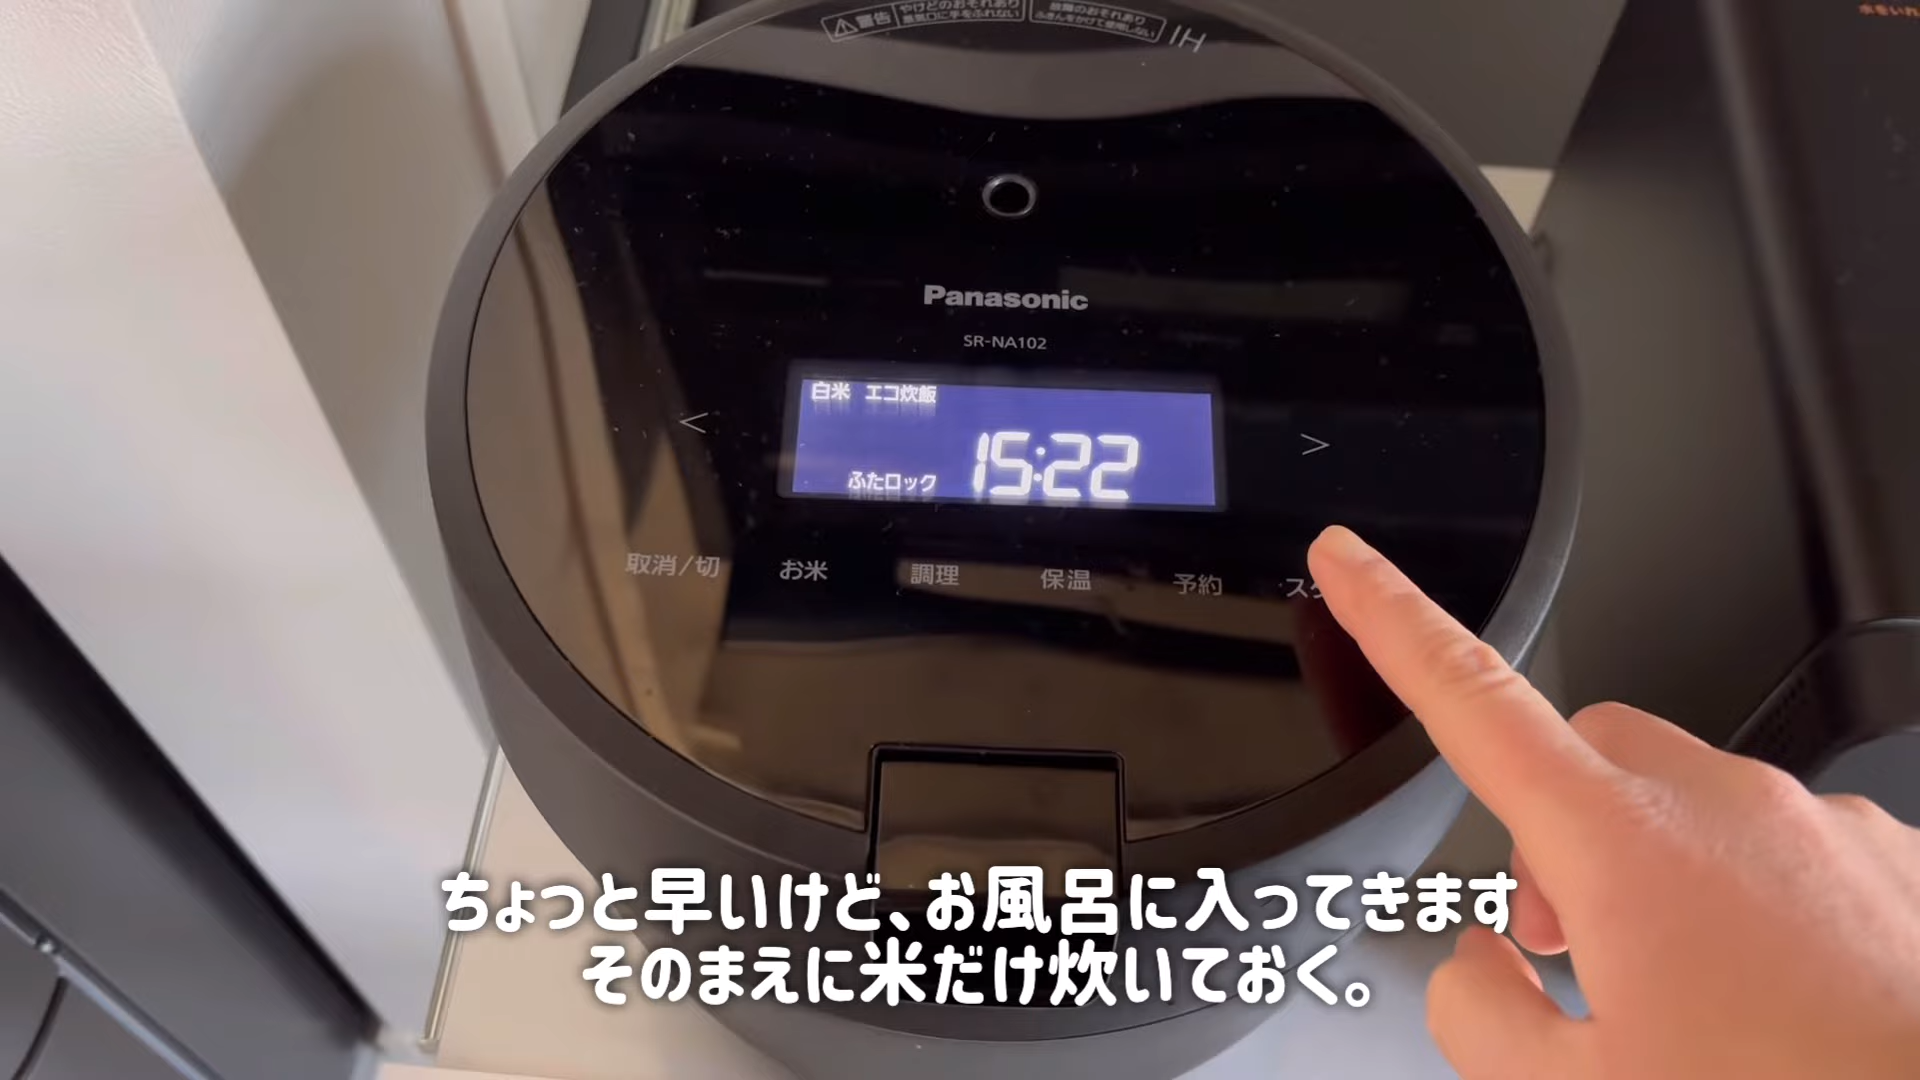 警告 やけどのおそれあり
蒸気口に手をふれない
故障のおそれあり
ふきんをかけて使用しない
IH
水をいれ
Panasonic
SR-NA102
白米 エコ炊飯
ふたロック 15:22
< >
取消/切 お米 調理 保温 予約 スタ
ちょっと早いけど、お風呂に入ってきます
そのまえに米だけ炊いておく。